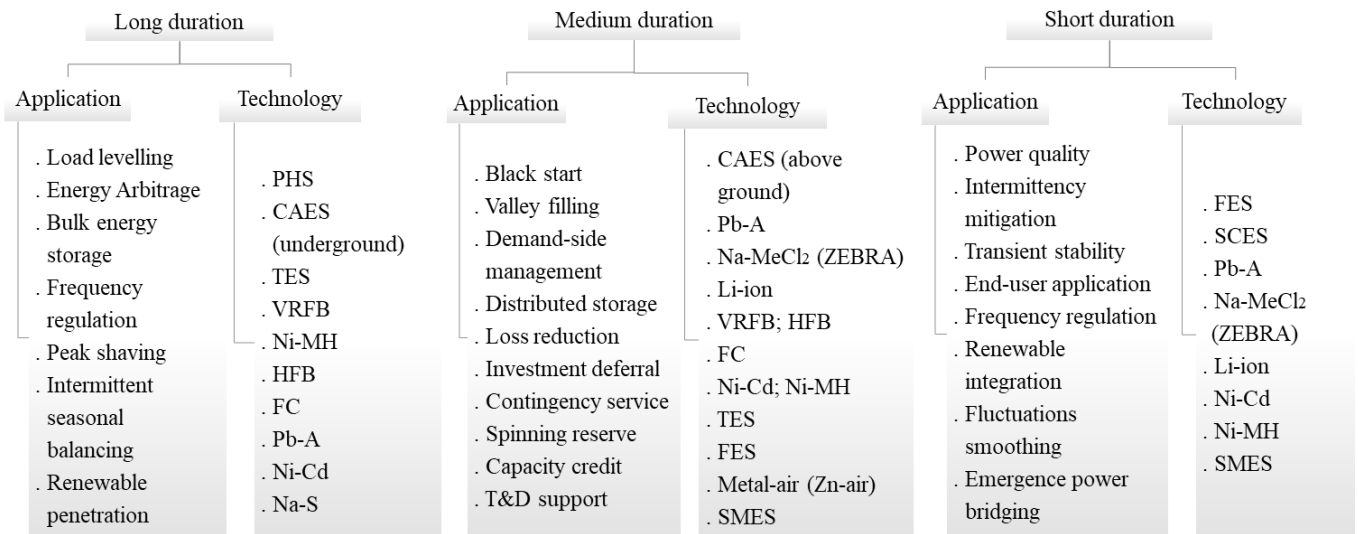 Long duration
Application
. Load levelling
. Energy Arbitrage
. Bulk energy
storage
. Frequency
regulation
. Peak shaving
. Intermittent
seasonal
balancing
. Renewable
penetration
Technology
. PHS
. CAES
(underground)
. TES
. VRFB
. Ni-MH
. HFB
. FC
. Pb-A
. Ni-Cd
. Na-S
Medium duration
Application
. Black start
. Valley filling
. Demand-side
management
. Distributed storage
. Loss reduction
. Investment deferral
. Contingency service
. Spinning reserve
. Capacity credit
. T&D support
Technology
. CAES (above
ground)
. Pb-A
. Na-MeCl2 (ZEBRA)
. Li-ion
. VRFB; HFB
. FC
. Ni-Cd; Ni-MH
. TES
. FES
. Metal-air (Zn-air)
. SMES
Short duration
Application
. Power quality
. Intermittency
mitigation
. Transient stability
. End-user application
. Frequency regulation
. Renewable
integration
. Fluctuations
smoothing
. Emergence power
bridging
Technology
. FES
. SCES
. Pb-A
. Na-MeCl2
(ZEBRA)
. Li-ion
. Ni-Cd
. Ni-MH
. SMES